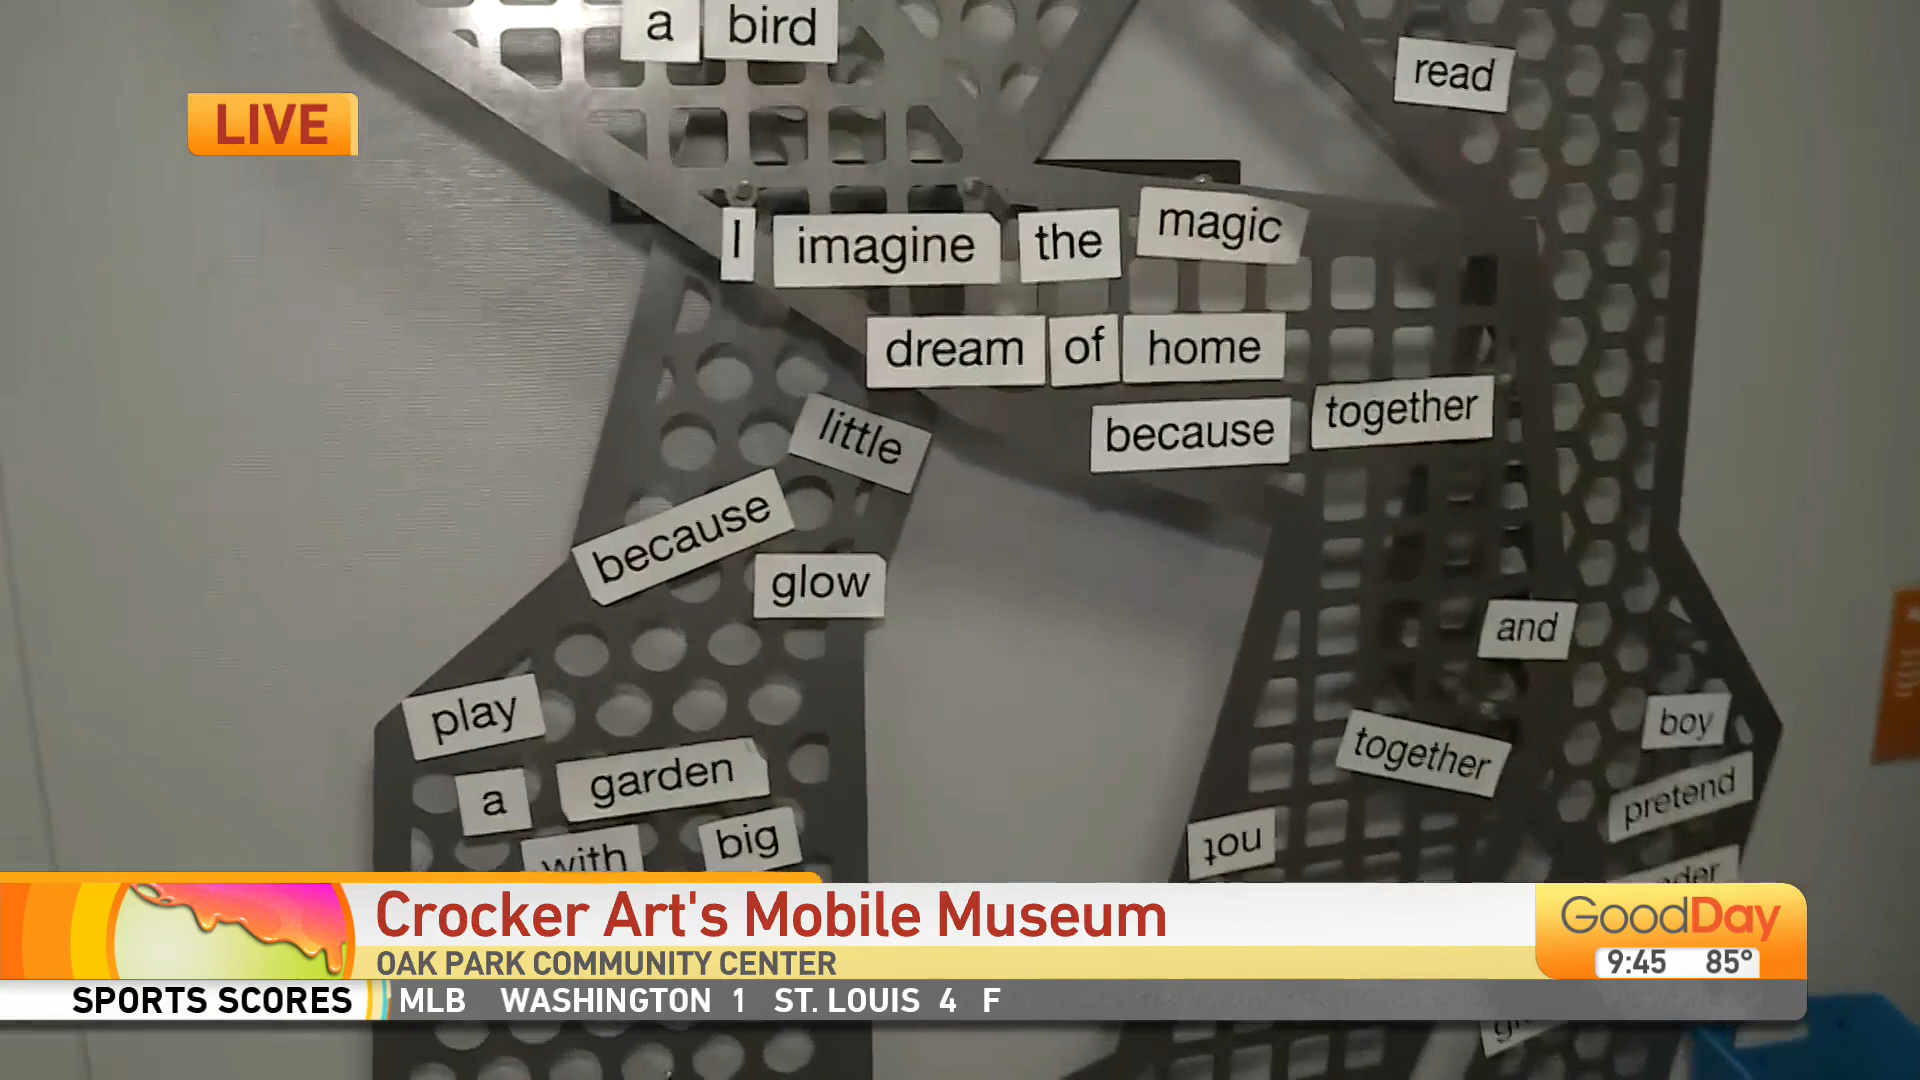 a bird
read
LIVE
I imagine the magic
dream of home
because together
little
because
glow
and
play
together
boy
a garden
pretend
with big
not
Crocker Art's Mobile Museum
OAK PARK COMMUNITY CENTER
GoodDay
9:45 85°
SPORTS SCORES MLB WASHINGTON 1 ST. LOUIS 4 F